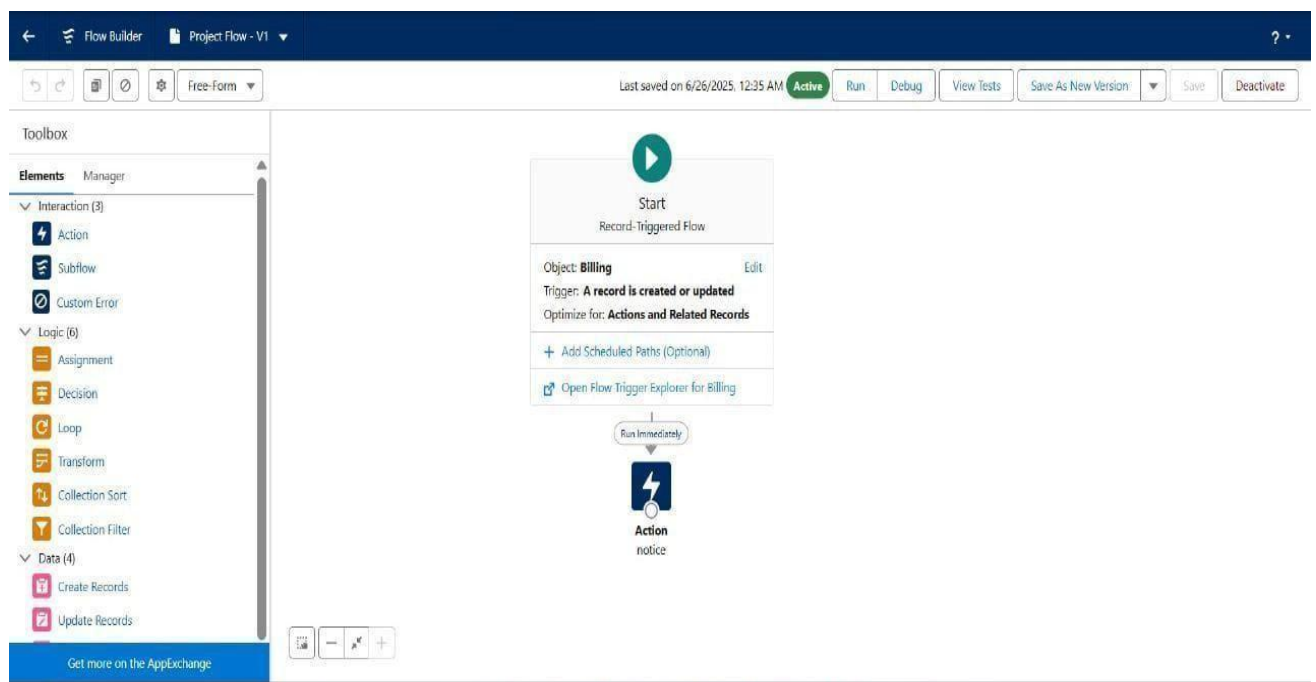 Flow Builder Project Flow - V1 ?
Free-Form Last saved on 6/26/2025, 12:35 AM Active Run Debug View Tests Save As New Version Save Deactivate
Toolbox
Elements Manager
Interaction (3)
Action
Subflow
Custom Error
Logic (6)
Assignment
Decision
Loop
Transform
Collection Sort
Collection Filter
Data (4)
Create Records
Update Records
Get more on the AppExchange
Start
Record-Triggered Flow
Object: Billing Edit
Trigger: A record is created or updated
Optimize for: Actions and Related Records
+ Add Scheduled Paths (Optional)
Open Flow Trigger Explorer for Billing
Run Immediately
Action
notice